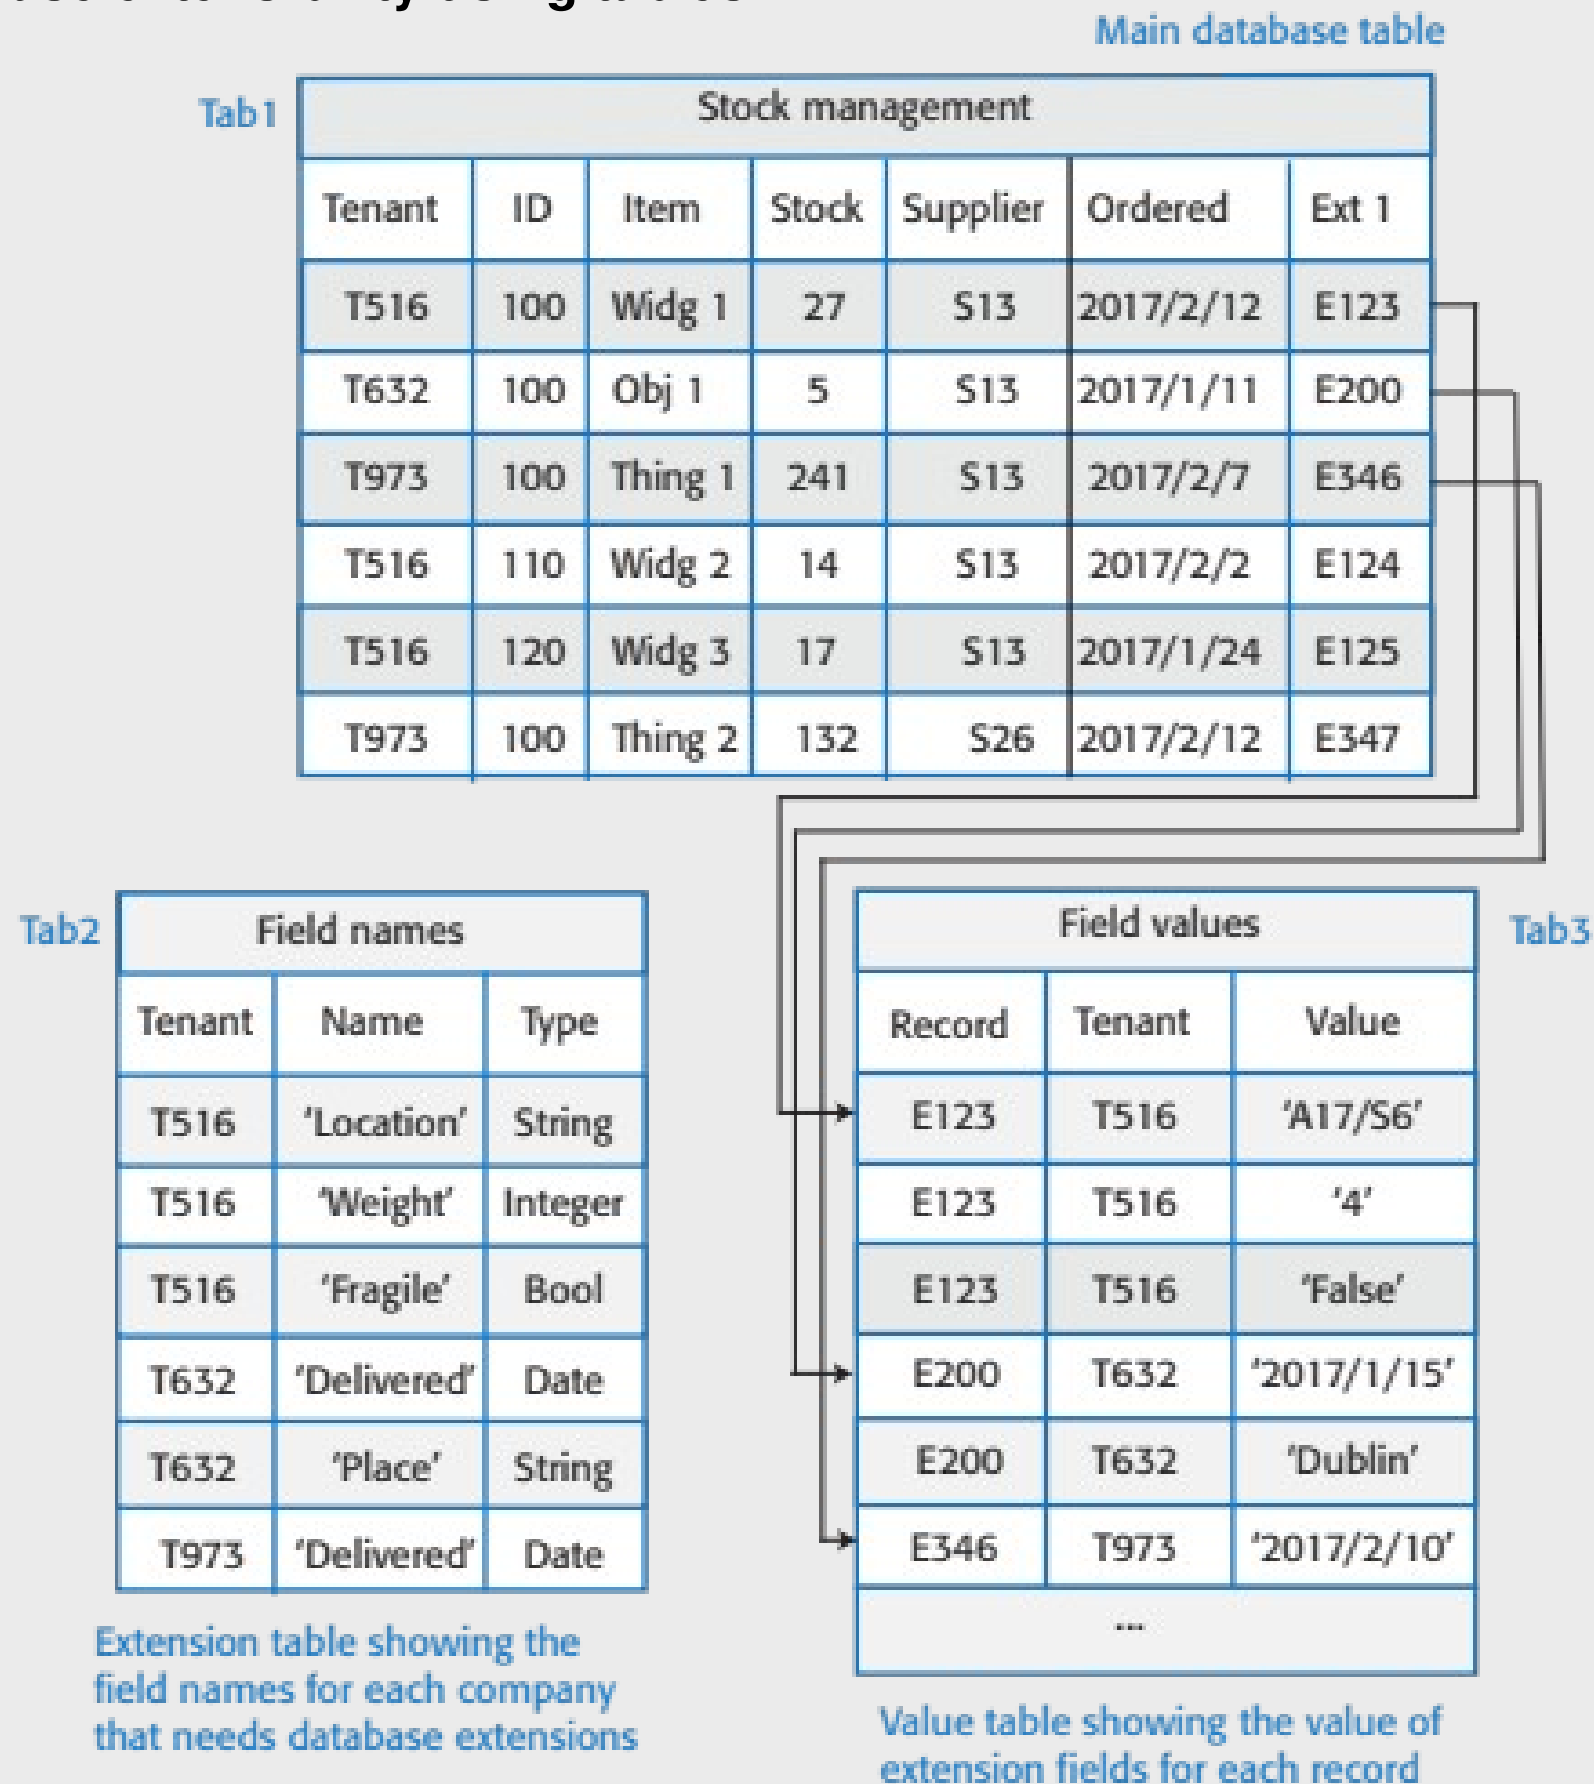 Main database table
Tab1
Stock management
Tenant ID Item Stock Supplier Ordered Ext 1
T516 100 Widg 1 27 S13 2017/2/12 E123
T632 100 Obj 1 5 S13 2017/1/11 E200
T973 100 Thing 1 241 S13 2017/2/7 E346
T516 110 Widg 2 14 S13 2017/2/2 E124
T516 120 Widg 3 17 S13 2017/1/24 E125
T973 100 Thing 2 132 S26 2017/2/12 E347
Tab2
Field names
Tenant Name Type
T516 'Location' String
T516 'Weight' Integer
T516 'Fragile' Bool
T632 'Delivered' Date
T632 'Place' String
T973 'Delivered' Date
Extension table showing the
field names for each company
that needs database extensions
Field values
Tab3
Record Tenant Value
E123 T516 'A17/S6'
E123 T516 '4'
E123 T516 'False'
E200 T632 '2017/1/15'
E200 T632 'Dublin'
E346 T973 '2017/2/10'
...
Value table showing the value of
extension fields for each record